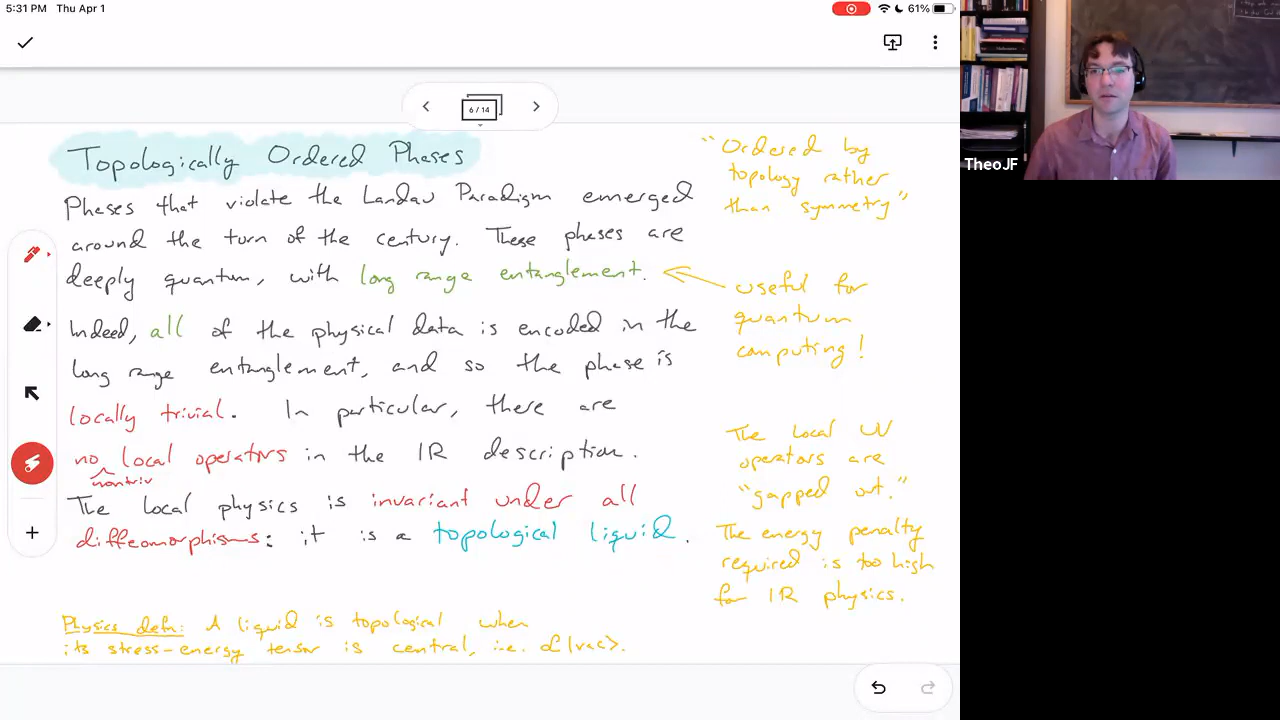 5:31 PM Thu Apr 1
61%
6 / 14
Topologically Ordered Phases
Phases that violate the Landau Paradigm emerged
around the turn of the century. These phases are
deeply quantum, with long range entanglement.
Indeed, all of the physical data is encoded in the
long range entanglement, and so the phase is
locally trivial. In particular, there are
no local operators in the IR description.
nontriv
The local physics is invariant under all
diffeomorphisms: it is a topological liquid.
Physics defn: A liquid is topological when
its stress-energy tensor is central, i.e. α|vac⟩.
"Ordered by
topology rather
than symmetry"
useful for
quantum
computing!
The local UV
operators are
"gapped out."
The energy penalty
required is too high
for IR physics.
TheoJF